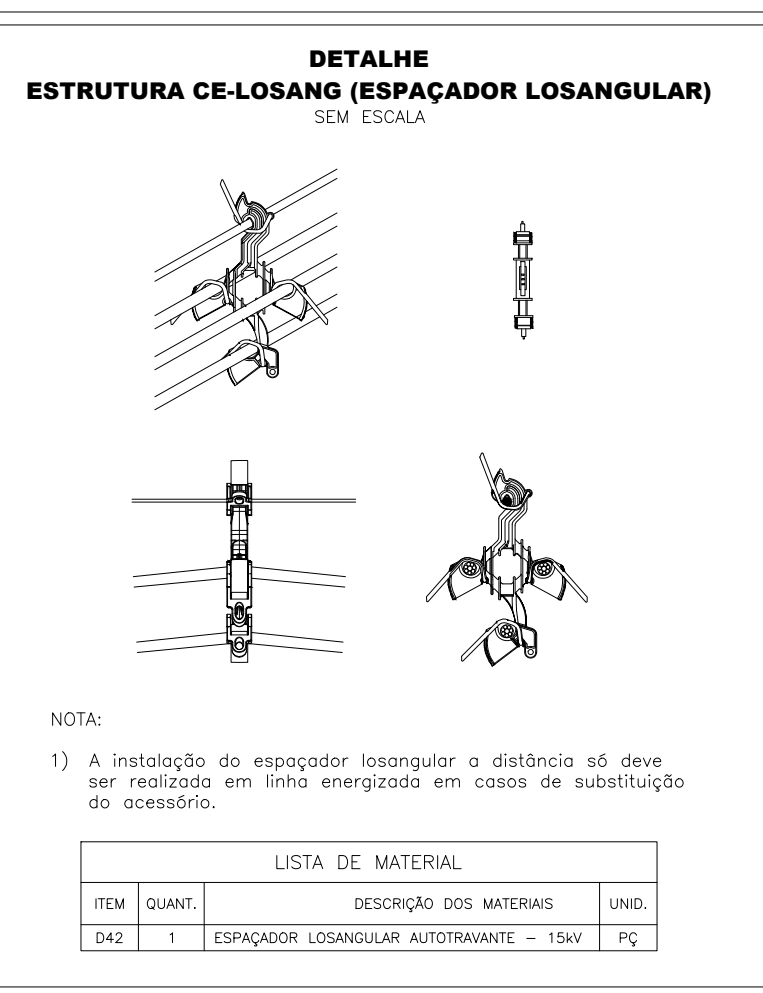 DETALHE
ESTRUTURA CE-LOSANG (ESPAÇADOR LOSANGULAR)
SEM ESCALA
NOTA:
1) A instalação do espaçador losangular a distância só deve
ser realizada em linha energizada em casos de substituição
do acessório.
LISTA DE MATERIAL
ITEM QUANT. DESCRIÇÃO DOS MATERIAIS UNID.
D42 1 ESPAÇADOR LOSANGULAR AUTOTRAVANTE – 15kV PÇ